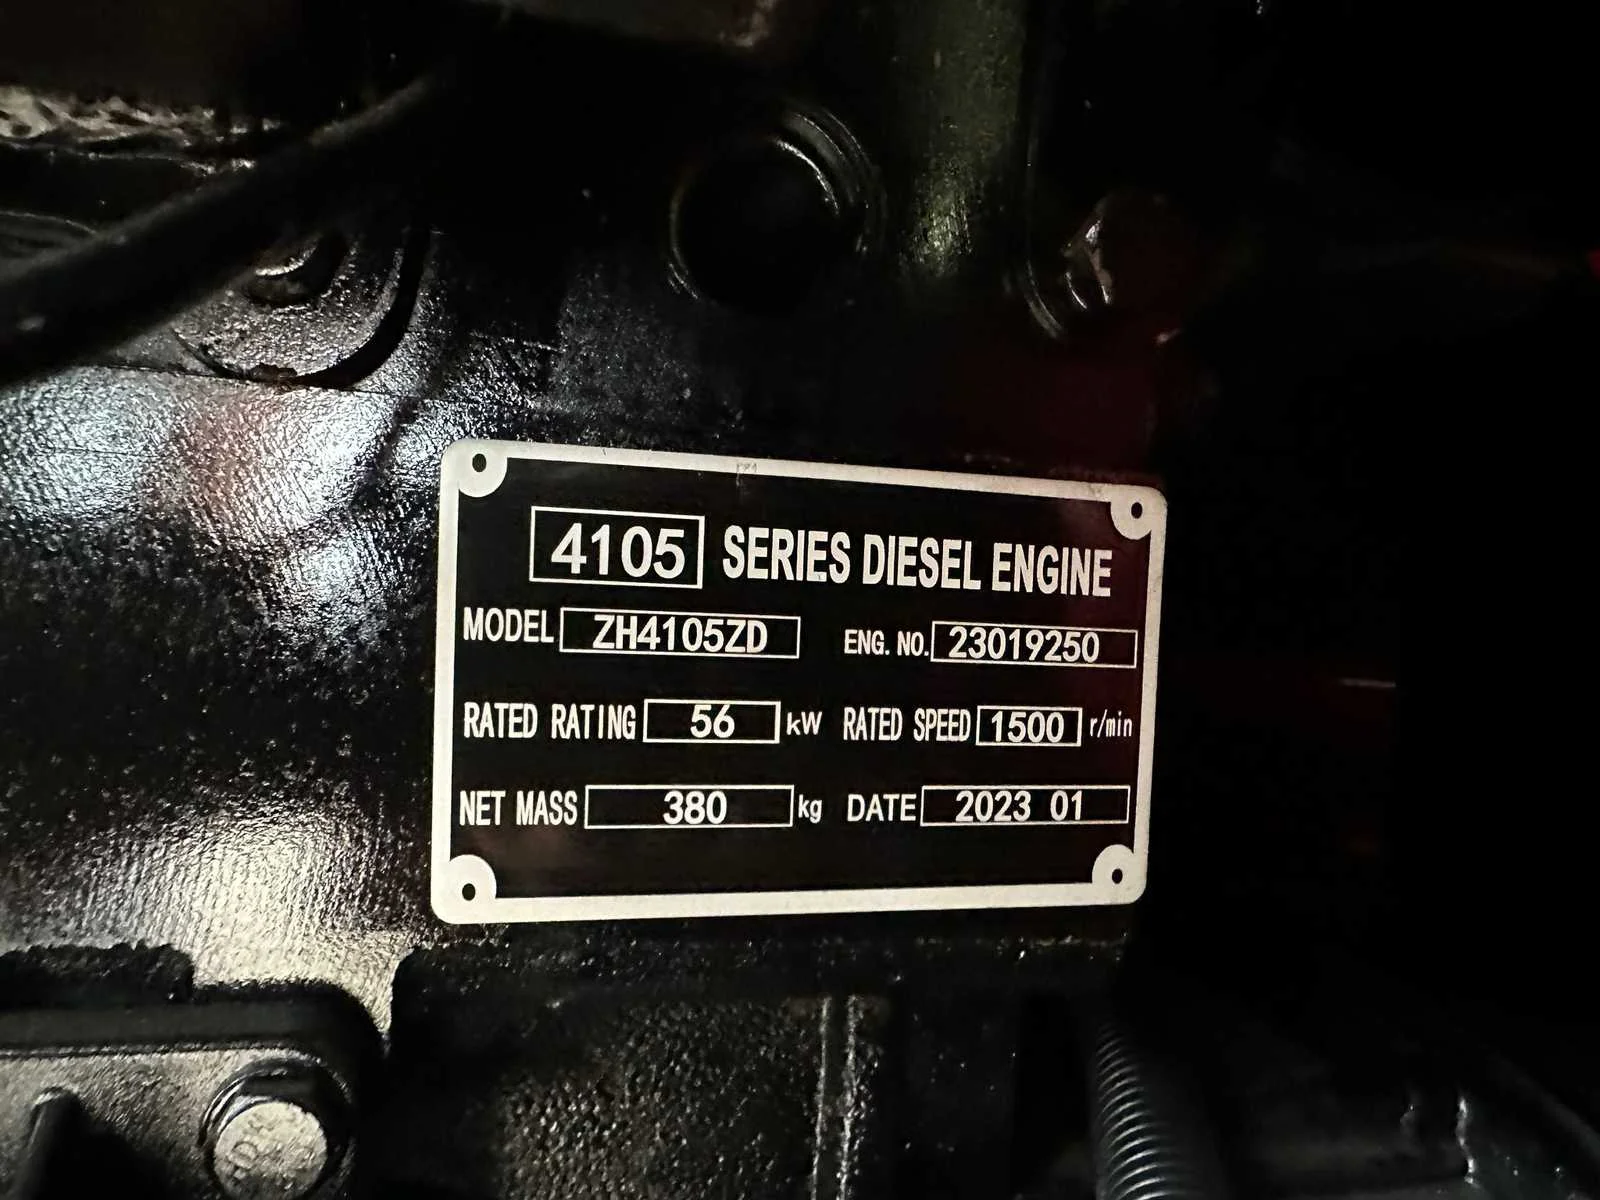 4105 SERIES DIESEL ENGINE
MODEL ZH4105ZD ENG. NO. 23019250
RATED RATING 56 kW RATED SPEED 1500 r/min
NET MASS 380 kg DATE 2023 01